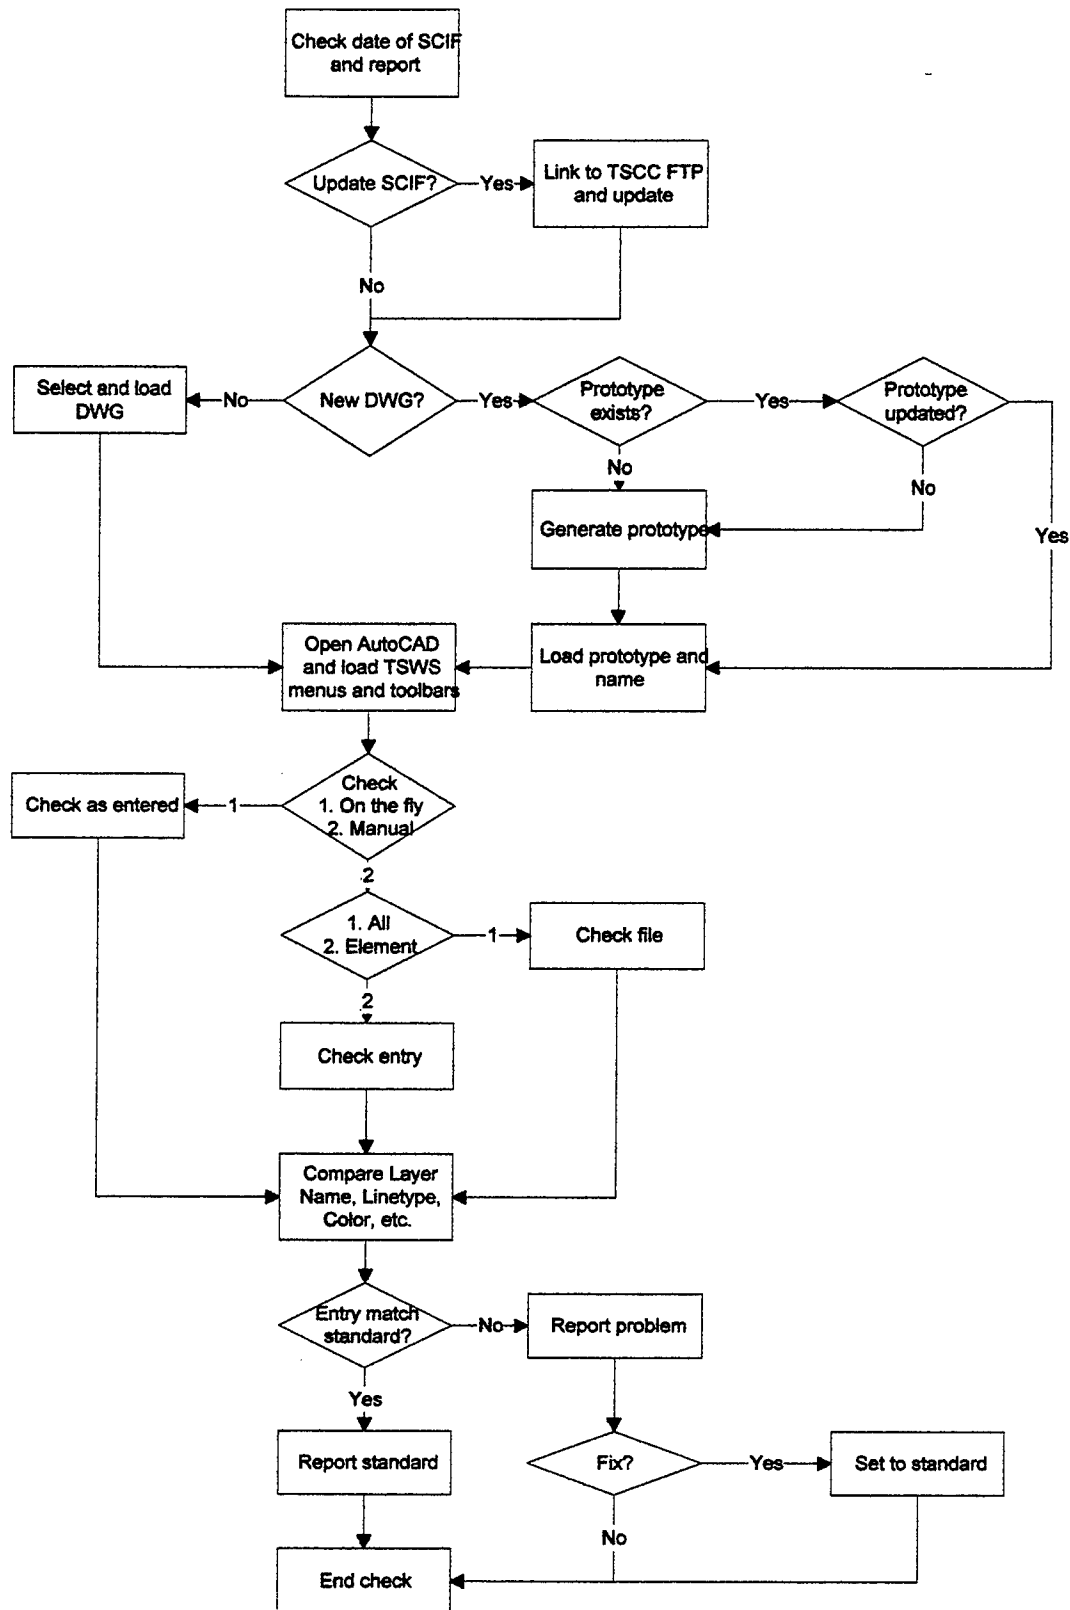 Check date of SCIF
and report
Update SCIF?
Yes
Link to TSCC FTP
and update
No
Select and load
DWG
No
New DWG?
Yes
Prototype
exists?
Yes
Prototype
updated?
No
No
Generate prototype
Yes
Open AutoCAD
and load TSWS
menus and toolbars
Load prototype and
name
Check as entered
1
Check
1. On the fly
2. Manual
2
1. All
2. Element
1
Check file
2
Check entry
Compare Layer
Name, Linetype,
Color, etc.
Entry match
standard?
No
Report problem
Yes
Report standard
Fix?
Yes
Set to standard
No
End check